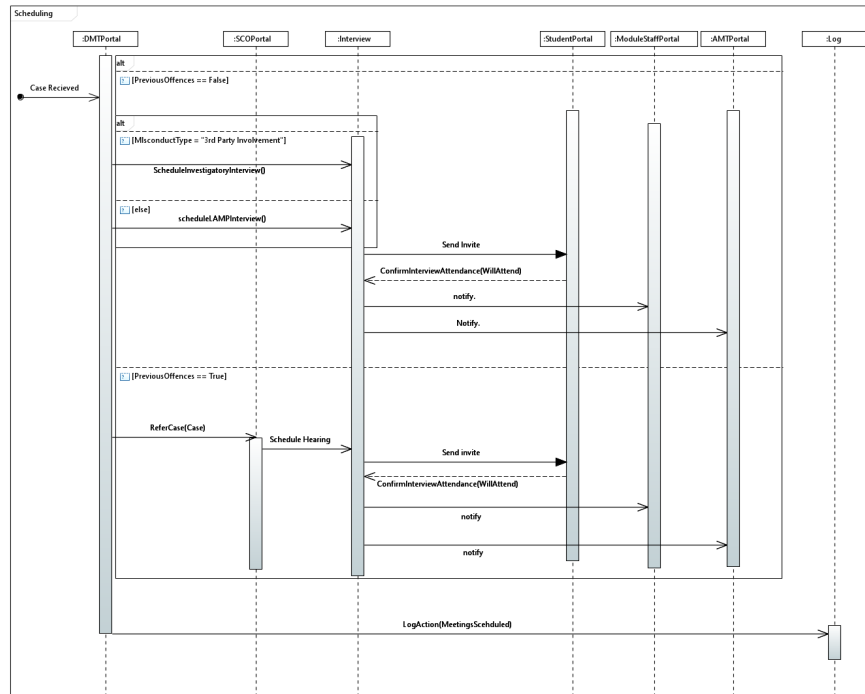 Scheduling
:DMTPortal
:SCOPortal
:Interview
:StudentPortal
:ModuleStaffPortal
:AMTPortal
:Log
alt
[PreviousOffences == False]
Case Recieved
alt
[MIsconductType = "3rd Party Involvement"]
ScheduleInvestigatoryInterview()
[else]
scheduleLAMPInterview()
Send Invite
ConfirmInterviewAttendance(WillAttend)
notify.
Notify.
[PreviousOffences == True]
ReferCase(Case)
Schedule Hearing
Send invite
ConfirmInterviewAttendance(WillAttend)
notify
notify
LogAction(MeetingsScehduled)